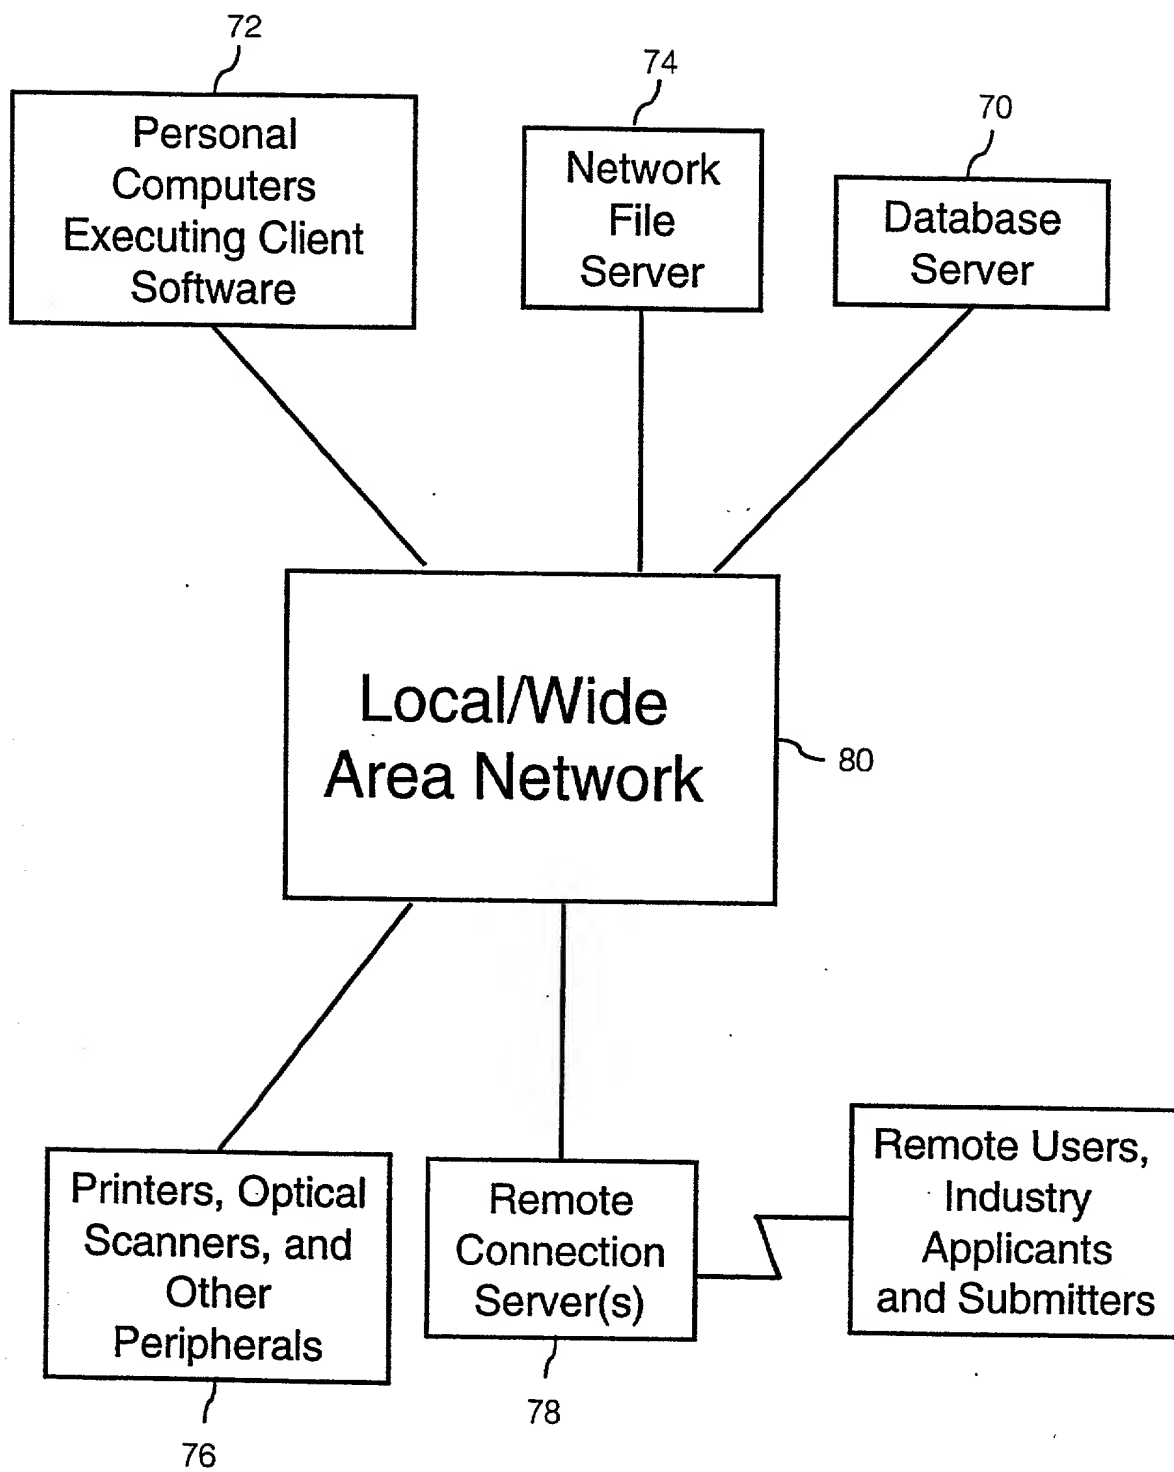 72
74
70
Personal
Computers
Executing Client
Software
Network
File
Server
Database
Server
Local/Wide
Area Network
80
Printers, Optical
Scanners, and
Other
Peripherals
Remote
Connection
Server(s)
Remote Users,
Industry
Applicants
and Submitters
76
78